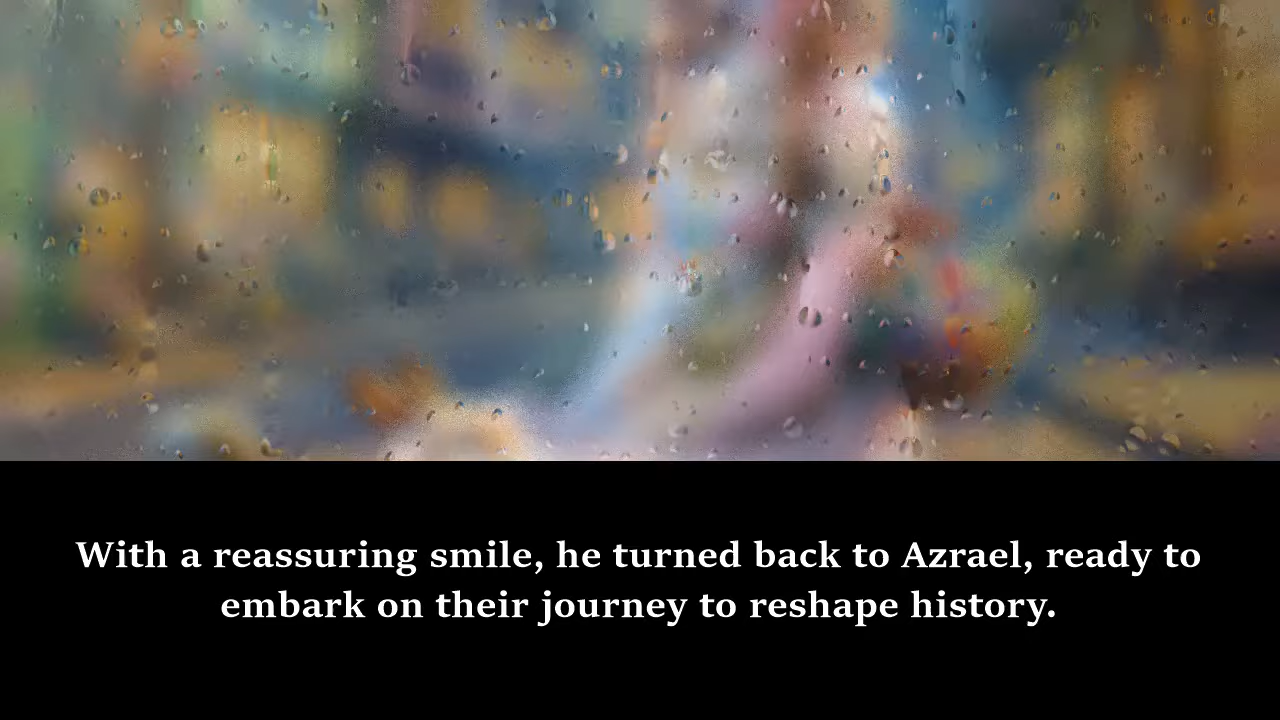 With a reassuring smile, he turned back to Azrael, ready to
embark on their journey to reshape history.